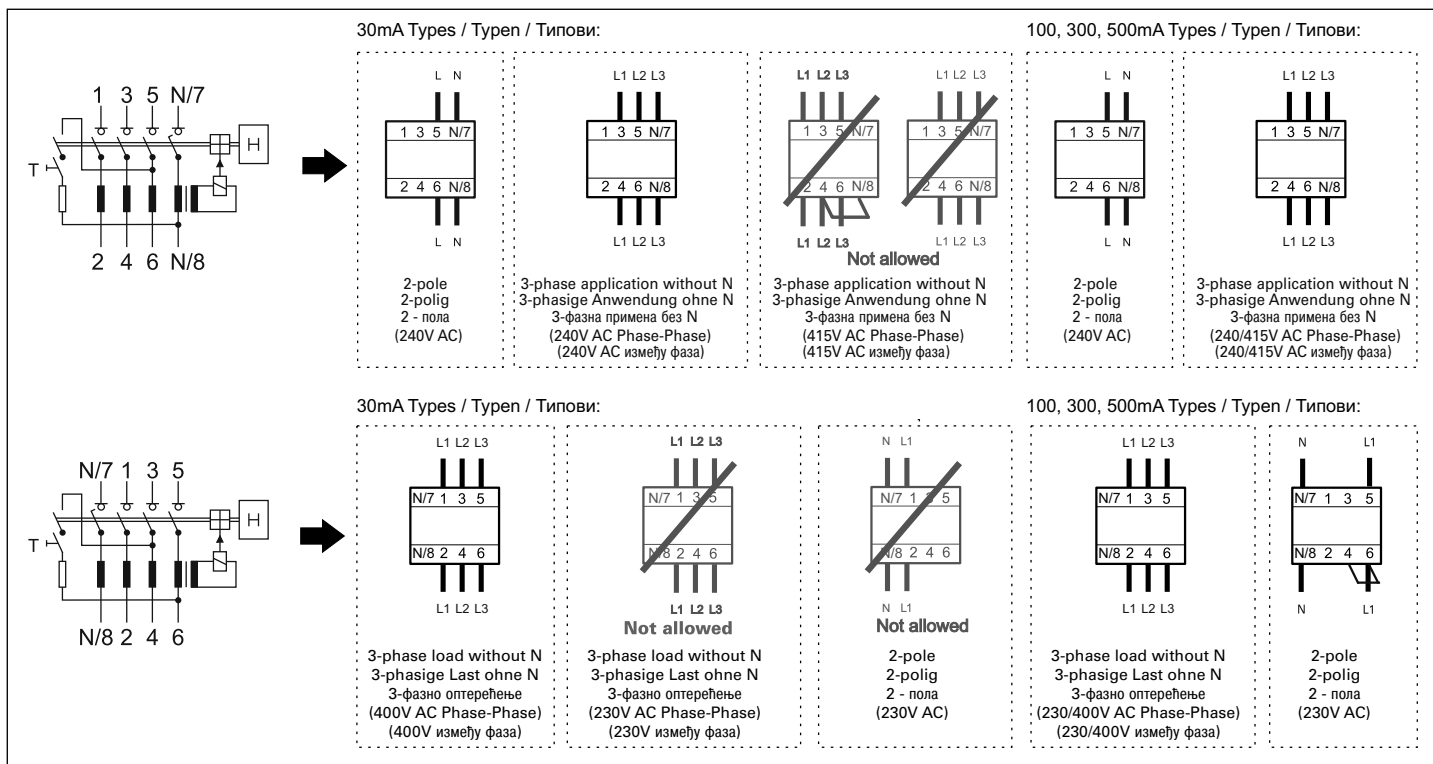 30mA Types / Typen / Типови:
100, 300, 500mA Types / Typen / Типови:
1 3 5 N/7
T
H
2 4 6 N/8
L N
1 3 5 N/7
2 4 6 N/8
L N
2-pole
2-polig
2 - пола
(240V AC)
L1 L2 L3
1 3 5 N/7
2 4 6 N/8
L1 L2 L3
3-phase application without N
3-phasige Anwendung ohne N
3-фазна примена без N
(240V AC Phase-Phase)
(240V AC између фаза)
L1 L2 L3
1 3 5 N/7
2 4 6 N/8
L1 L2 L3
L1 L2 L3
1 3 5 N/7
2 4 6 N/8
L1 L2 L3
Not allowed
3-phase application without N
3-phasige Anwendung ohne N
3-фазна примена без N
(415V AC Phase-Phase)
(415V AC између фаза)
L N
1 3 5 N/7
2 4 6 N/8
L N
2-pole
2-polig
2 - пола
(240V AC)
L1 L2 L3
1 3 5 N/7
2 4 6 N/8
L1 L2 L3
3-phase application without N
3-phasige Anwendung ohne N
3-фазна примена без N
(240/415V AC Phase-Phase)
(240/415V AC између фаза)
30mA Types / Typen / Типови:
100, 300, 500mA Types / Typen / Типови:
N/7 1 3 5
T
H
N/8 2 4 6
L1 L2 L3
N/7 1 3 5
N/8 2 4 6
L1 L2 L3
3-phase load without N
3-phasige Last ohne N
3-фазно оптерећење
(400V AC Phase-Phase)
(400V између фаза)
L1 L2 L3
N/7 1 3 5
N/8 2 4 6
L1 L2 L3
Not allowed
3-phase load without N
3-phasige Last ohne N
3-фазно оптерећење
(230V AC Phase-Phase)
(230V између фаза)
N L1
N/7 1 3 5
N/8 2 4 6
N L1
Not allowed
2-pole
2-polig
2 - пола
(230V AC)
L1 L2 L3
N/7 1 3 5
N/8 2 4 6
L1 L2 L3
3-phase load without N
3-phasige Last ohne N
3-фазно оптерећење
(230/400V AC Phase-Phase)
(230/400V између фаза)
N L1
N/7 1 3 5
N/8 2 4 6
N L1
2-pole
2-polig
2 - пола
(230V AC)